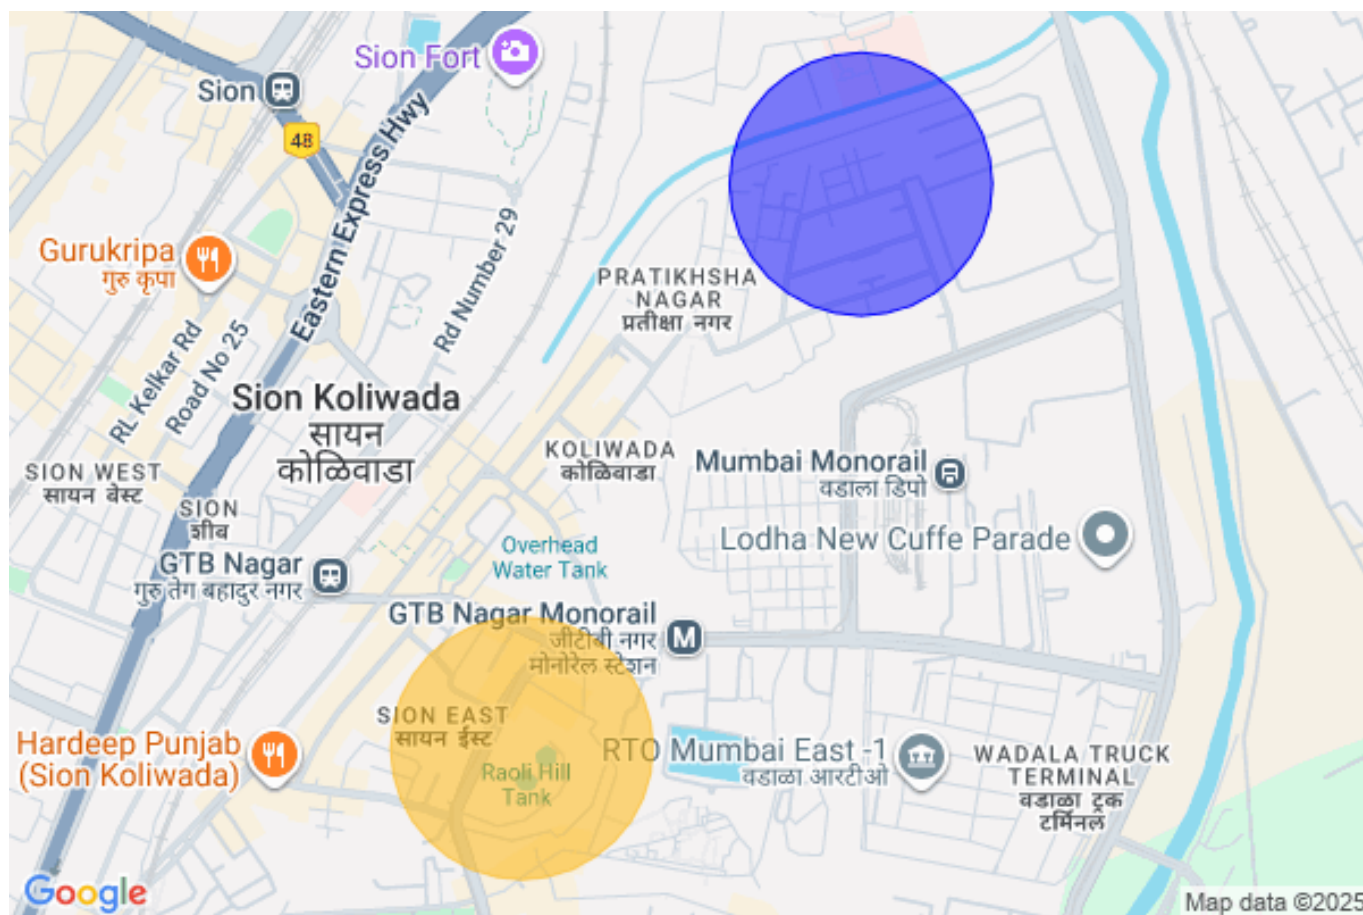 Sion Fort
Sion
48
Eastern Express Hwy
Rd Number 29
Gurukripa
गुरु कृपा
PRATIKHSHA
NAGAR
प्रतीक्षा नगर
RL Kelkar Rd
Road No 25
Sion Koliwada
सायन
कोळिवाडा
KOLIWADA
कोळिवाडा
Mumbai Monorail
वडाला डिपो
SION WEST
सायन वेस्ट
SION
शीव
Lodha New Cuffe Parade
Overhead
Water Tank
GTB Nagar
गुरु तेग बहादुर नगर
GTB Nagar Monorail
जीटीबी नगर
मोनोरेल स्टेशन
M
SION EAST
सायन ईस्ट
Hardeep Punjab
(Sion Koliwada)
Raoli Hill
Tank
RTO Mumbai East -1
वडाळा आरटीओ
WADALA TRUCK
TERMINAL
वडाळा ट्रक
टर्मिनल
Google
Map data ©2025